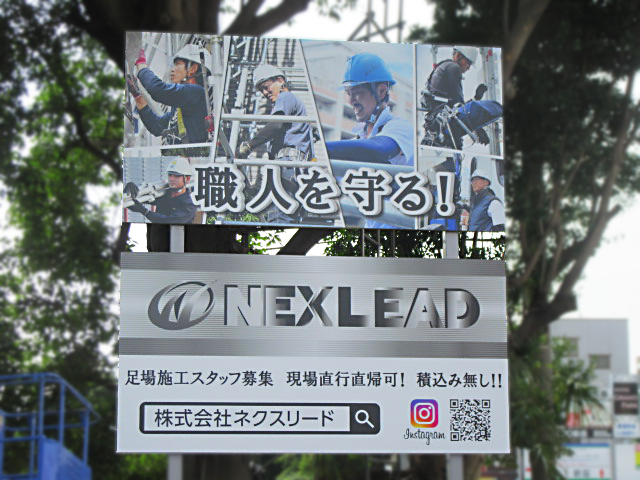 職人を守る!
NEXLEAD
足場施工スタッフ募集 現場直行直帰可! 積込み無し!!
株式会社ネクスリード
Instagram